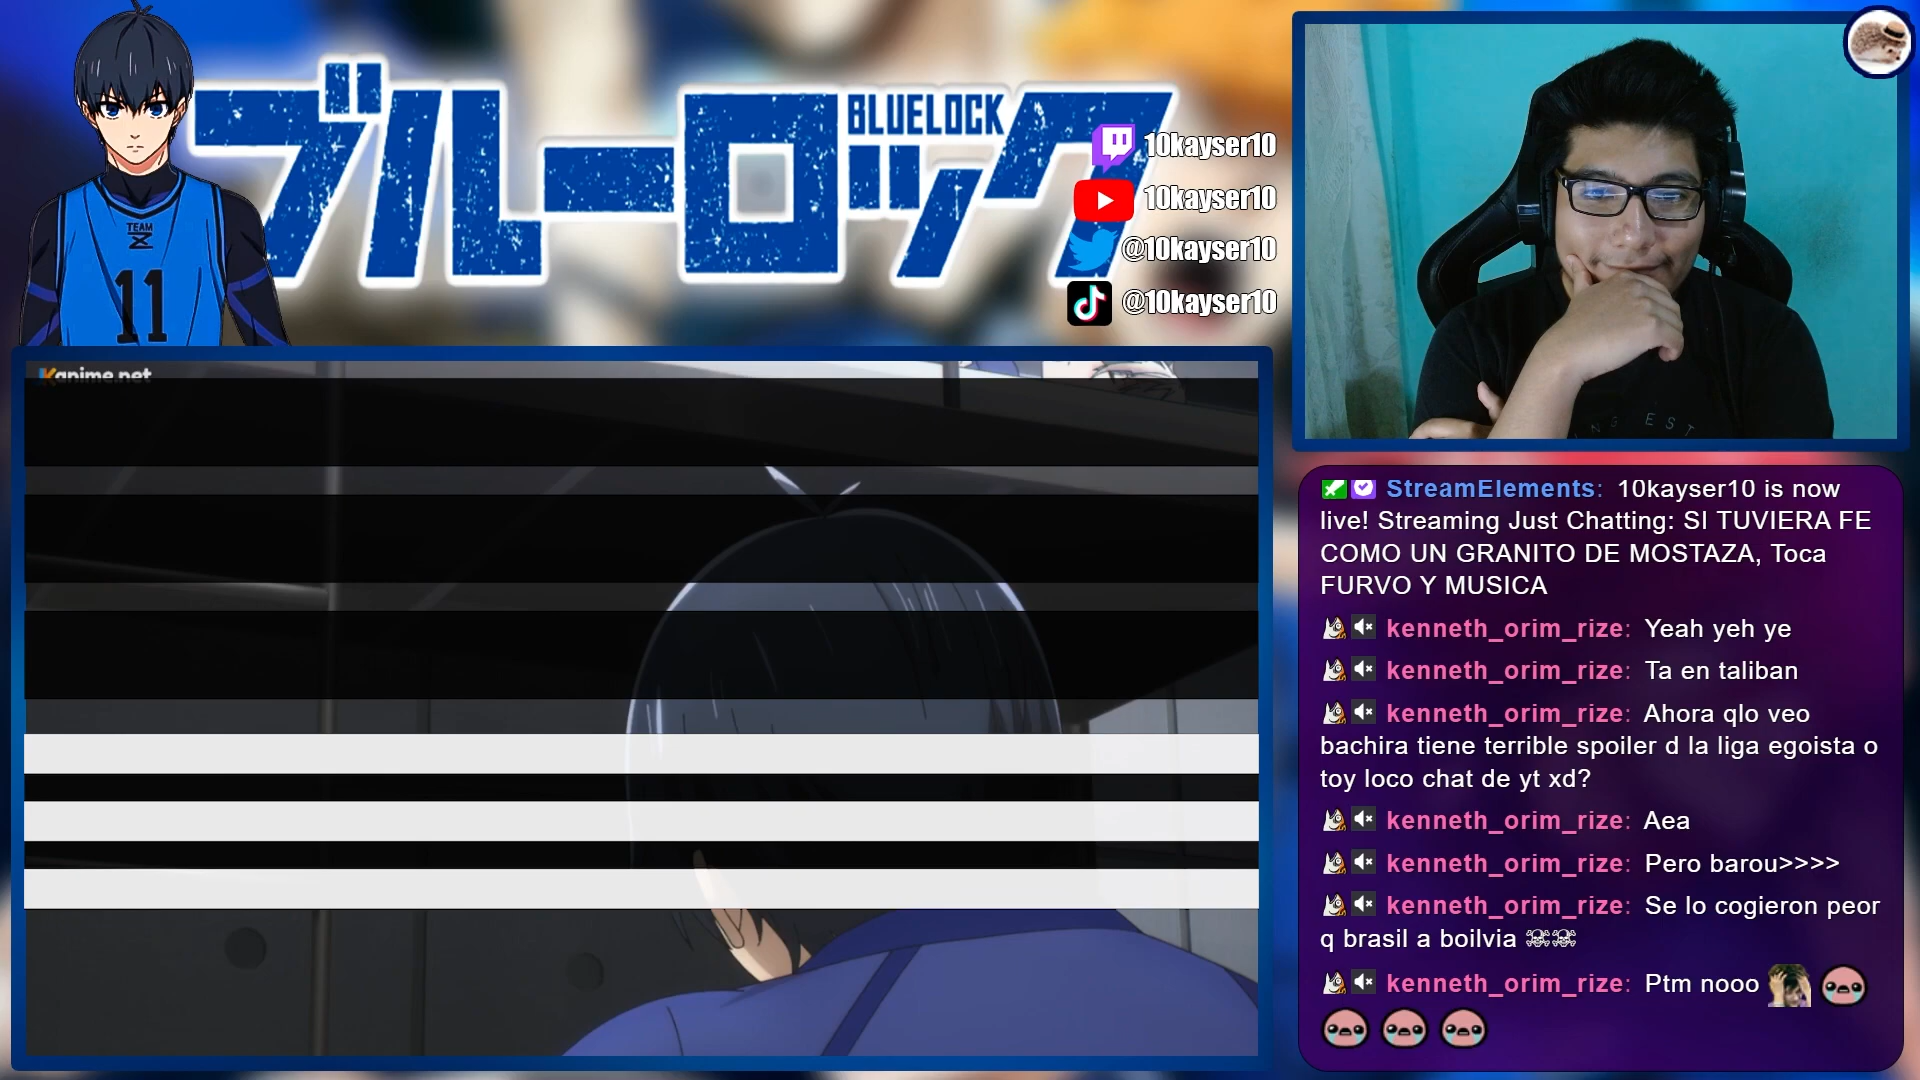 ブルーロック
BLUELOCK
TEAM
Z
11
10kayser10
10kayser10
@10kayser10
@10kayser10
Kanime.net
EST
StreamElements: 10kayser10 is now
live! Streaming Just Chatting: SI TUVIERA FE
COMO UN GRANITO DE MOSTAZA, Toca
FURVO Y MUSICA
kenneth_orim_rize: Yeah yeh ye
kenneth_orim_rize: Ta en taliban
kenneth_orim_rize: Ahora qlo veo
bachira tiene terrible spoiler d la liga egoista o
toy loco chat de yt xd?
kenneth_orim_rize: Aea
kenneth_orim_rize: Pero barou>>>>
kenneth_orim_rize: Se lo cogieron peor
q brasil a boilvia ☠☠
kenneth_orim_rize: Ptm nooo